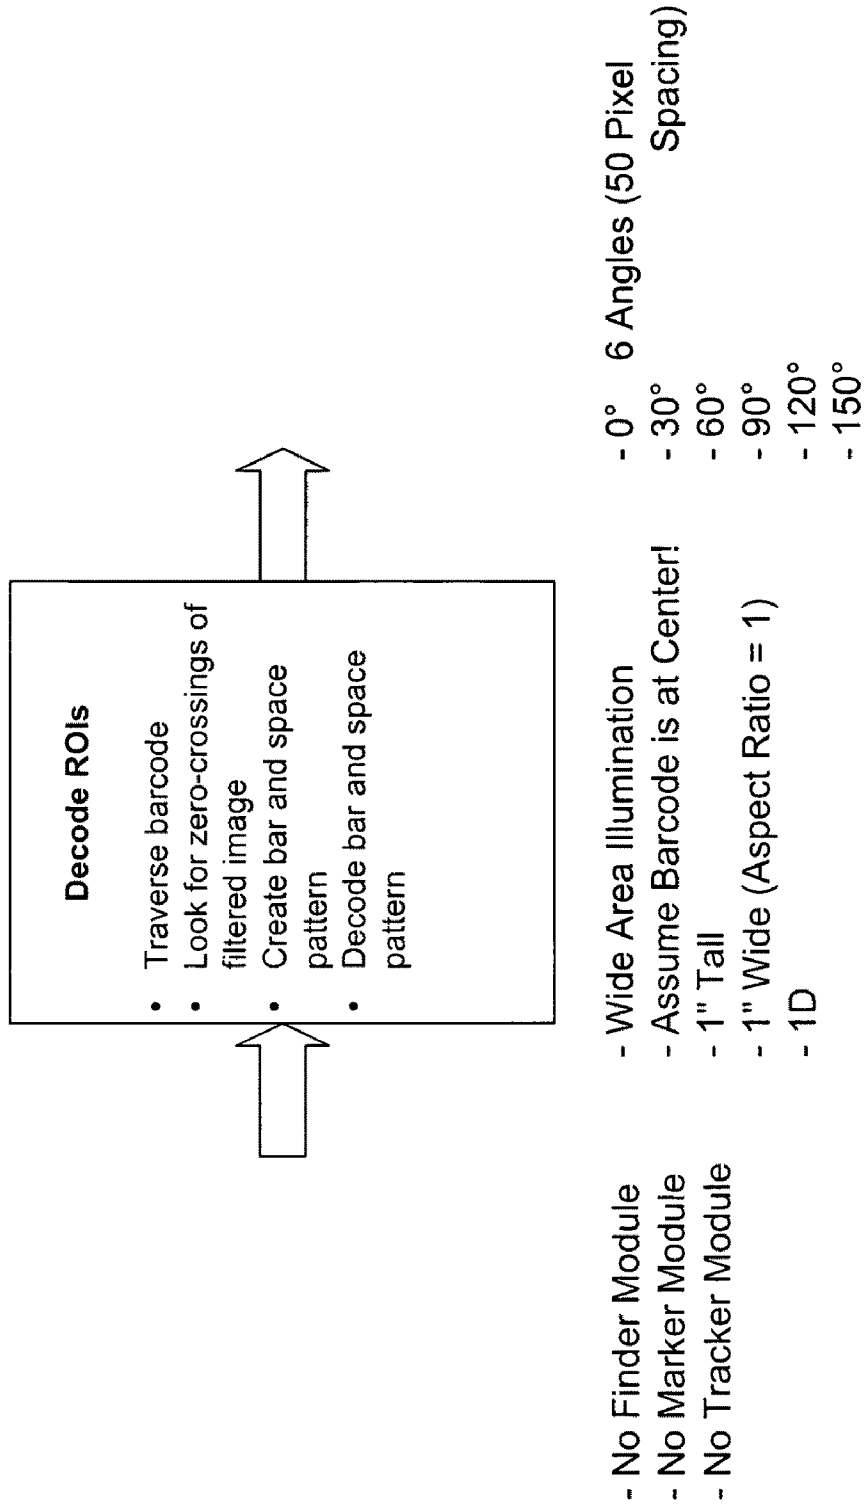 Decode ROIs
• Traverse barcode
• Look for zero-crossings of
filtered image
• Create bar and space
pattern
• Decode bar and space
pattern
- No Finder Module
- No Marker Module
- No Tracker Module
- Wide Area Illumination
- Assume Barcode is at Center!
- 1" Tall
- 1" Wide (Aspect Ratio = 1)
- 1D
- 0° 6 Angles (50 Pixel
Spacing)
- 30°
- 60°
- 90°
- 120°
- 150°